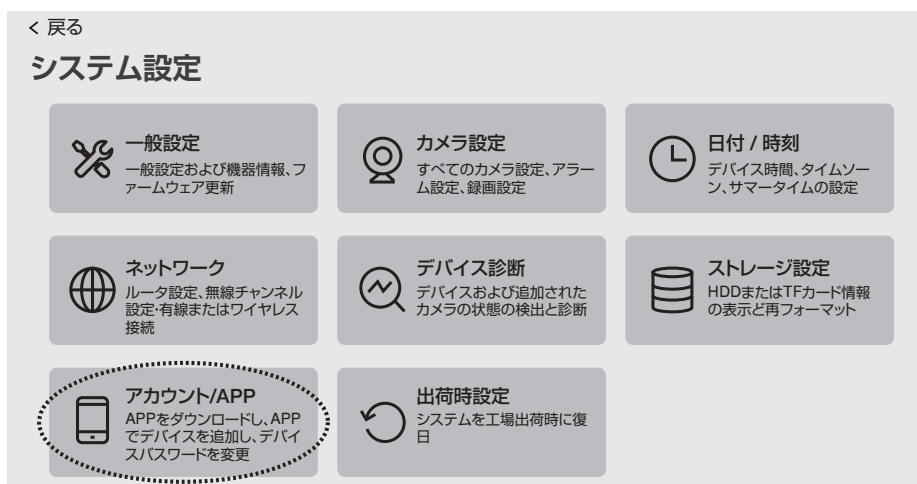 < 戻る
システム設定
一般設定
一般設定および機器情報、フ
ァームウェア更新
カメラ設定
すべてのカメラ設定、アラー
ム設定、録画設定
日付 / 時刻
デバイス時間、タイムゾー
ン、サマータイムの設定
ネットワーク
ルータ設定、無線チャンネル
設定・有線またはワイヤレス
接続
デバイス診断
デバイスおよび追加された
カメラの状態の検出と診断
ストレージ設定
HDDまたはTFカード情報
の表示ど再フォーマット
アカウント/APP
APPをダウンロードし、APP
でデバイスを追加し、デバイ
スパスワードを変更
出荷時設定
システムを工場出荷時に復
日